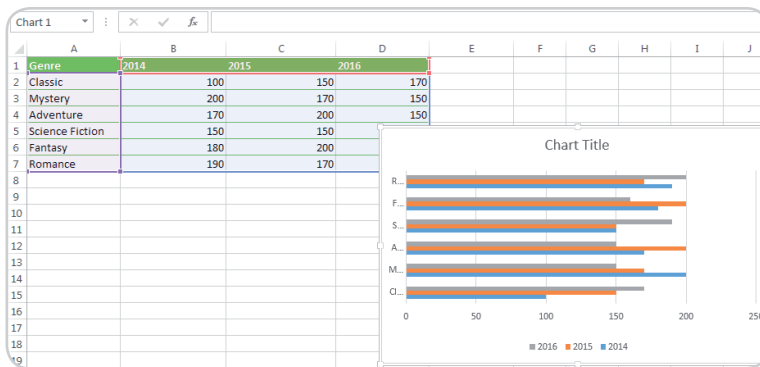 Chart 1 fx
A B C D E F G H I J
1 Genre 2014 2015 2016
2 Classic 100 150 170
3 Mystery 200 170 150
4 Adventure 170 200 150
5 Science Fiction 150 150
6 Fantasy 180 200
7 Romance 190 170
8
9
10
11
12
13
14
15
16
17
18
19
Chart Title
R...
F...
S...
A...
M...
Cl...
0 50 100 150 200 250
2016 2015 2014